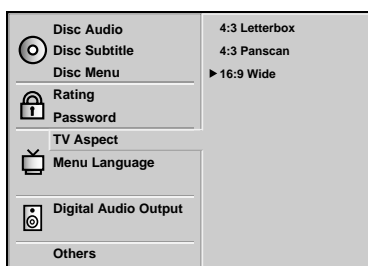 Disc Audio
Disc Subtitle
Disc Menu
Rating
Password
TV Aspect
Menu Language
Digital Audio Output
Others
4:3 Letterbox
4:3 Panscan
16:9 Wide